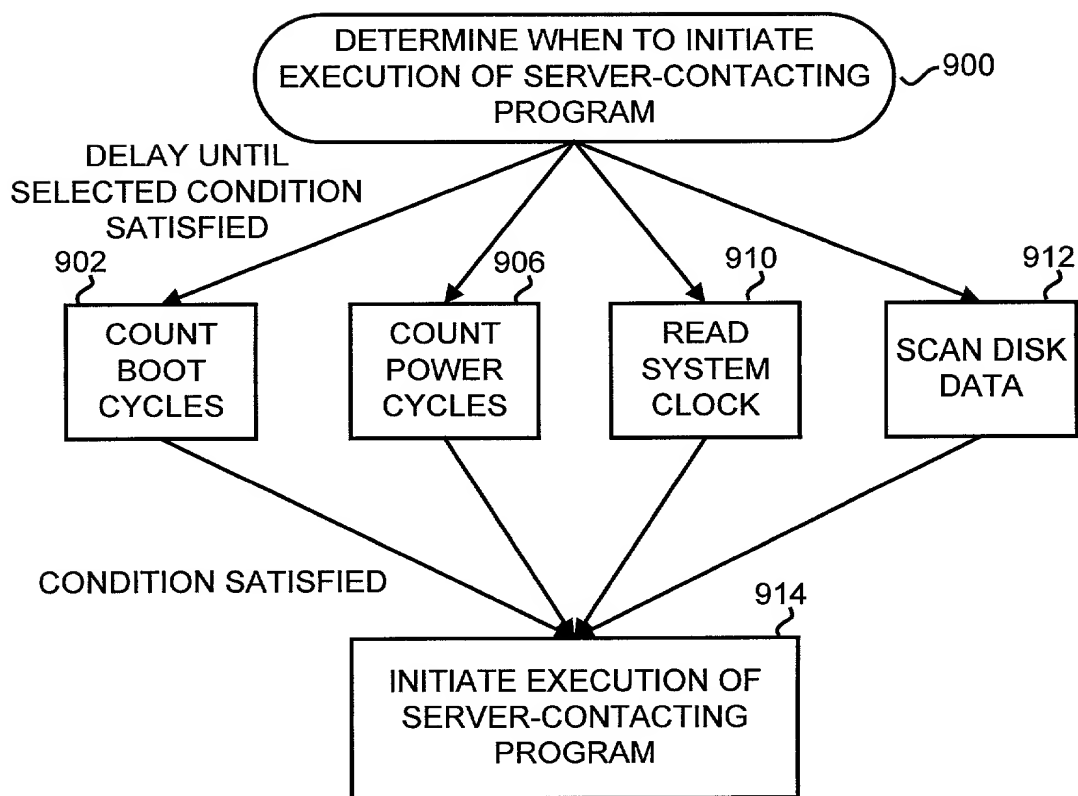 DETERMINE WHEN TO INITIATE
EXECUTION OF SERVER-CONTACTING
PROGRAM
900
DELAY UNTIL
SELECTED CONDITION
SATISFIED
902
906
910
912
COUNT
BOOT
CYCLES
COUNT
POWER
CYCLES
READ
SYSTEM
CLOCK
SCAN DISK
DATA
CONDITION SATISFIED
914
INITIATE EXECUTION OF
SERVER-CONTACTING
PROGRAM